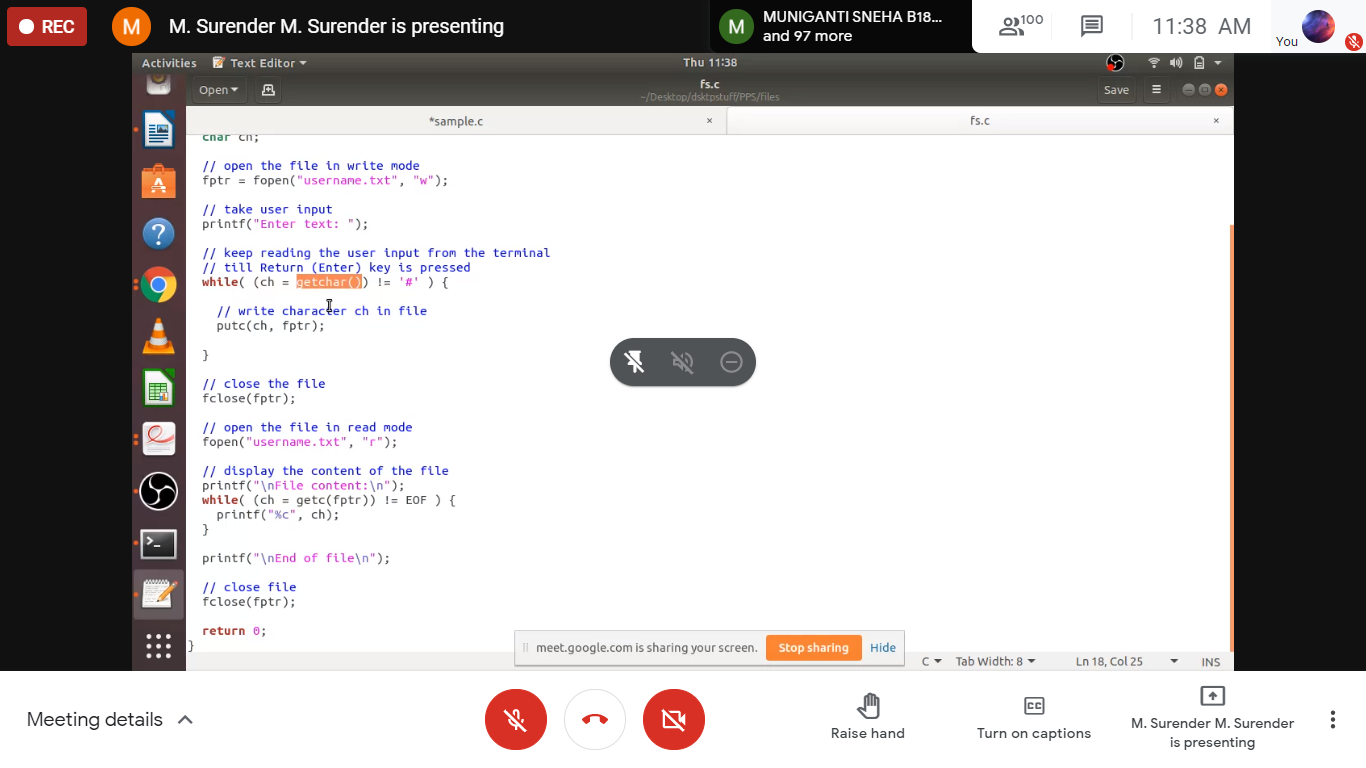 REC
M
M. Surender M. Surender is presenting
M
MUNIGANTI SNEHA B18...
and 97 more
100
11:38 AM
You
Activities
Text Editor
Thu 11:38
Open
fs.c
~/Desktop/dsktpstuff/PPS/files
Save
*sample.c
×
fs.c
×
char ch;
// open the file in write mode
fptr = fopen("username.txt", "w");
// take user input
printf("Enter text: ");
// keep reading the user input from the terminal
// till Return (Enter) key is pressed
while( (ch = getchar()) != '#' ) {
// write character ch in file
putc(ch, fptr);
}
// close the file
fclose(fptr);
// open the file in read mode
fopen("username.txt", "r");
// display the content of the file
printf("\nFile content:\n");
while( (ch = getc(fptr)) != EOF ) {
printf("%c", ch);
}
printf("\nEnd of file\n");
// close file
fclose(fptr);
return 0;
}
meet.google.com is sharing your screen.
Stop sharing
Hide
C
Tab Width: 8
Ln 18, Col 25
INS
Meeting details
Raise hand
CC
Turn on captions
M. Surender M. Surender
is presenting